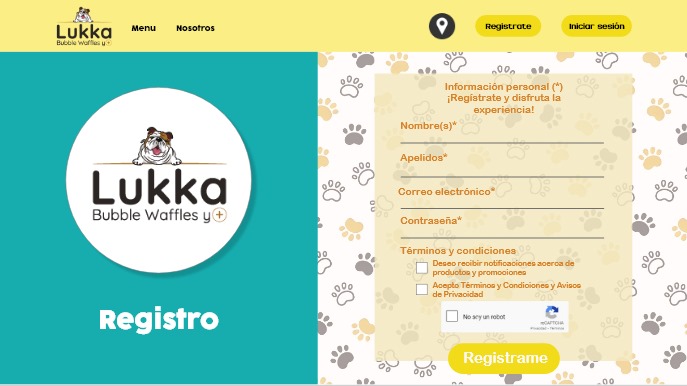 Lukka
Bubble Waffles y+
Menu
Nosotros
Registrate
Iniciar sesión
Lukka
Bubble Waffles y+
Registro
Información personal (*)
¡Regístrate y disfruta la
experiencia!
Nombre(s)*
Apelidos*
Correo electrónico*
Contraseña*
Términos y condiciones
Deseo recibir notificaciones acerca de
productos y promociones
Acepto Términos y Condiciones y Avisos
de Privacidad
No soy un robot
reCAPTCHA
Privacidad - Términos
Registrame